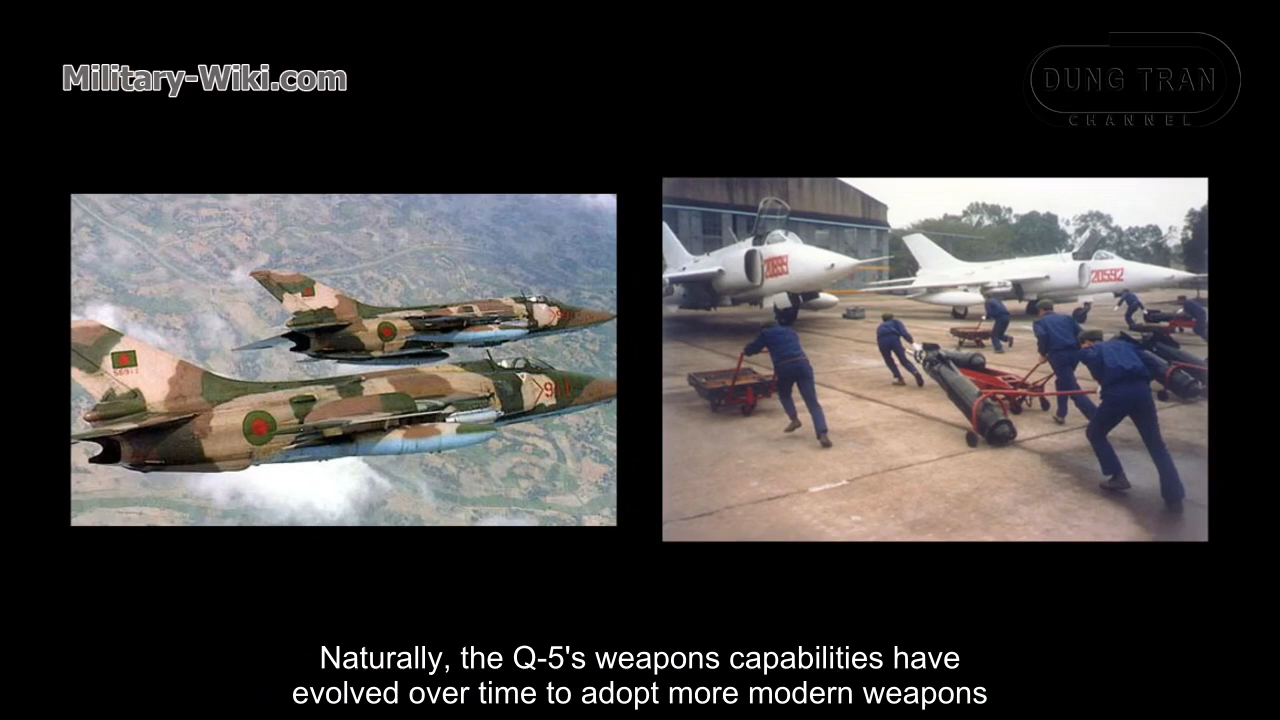 Military-Wiki.com
DUNG TRAN
CHANNEL
20592
Naturally, the Q-5's weapons capabilities have
evolved over time to adopt more modern weapons